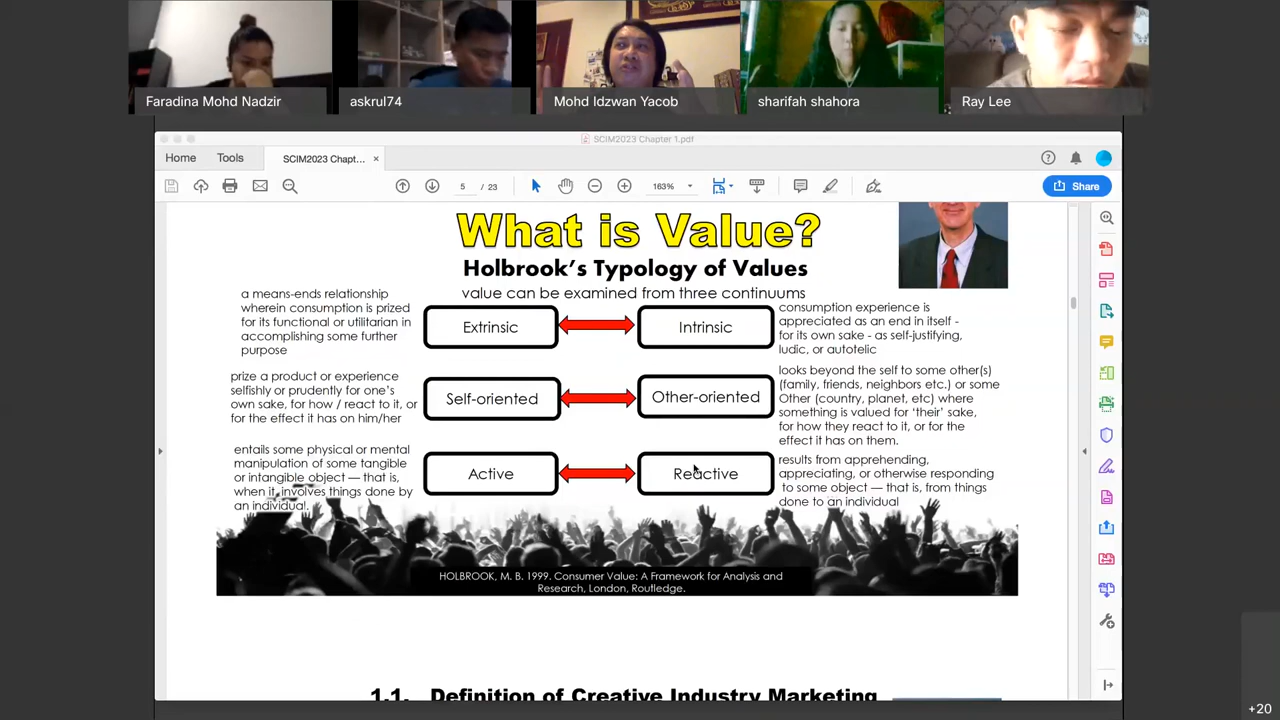 Faradina Mohd Nadzir
askrul74
Mohd Idzwan Yacob
sharifah shahora
Ray Lee
SCIM2023 Chapter 1.pdf
Home
Tools
SCIM2023 Chapt...
5 / 23
163%
Share
What is Value?
Holbrook's Typology of Values
value can be examined from three continuums
a means-ends relationship
wherein consumption is prized
for its functional or utilitarian in
accomplishing some further
purpose
Extrinsic
Intrinsic
consumption experience is
appreciated as an end in itself -
for its own sake - as self-justifying,
ludic, or autotelic
prize a product or experience
selfishly or prudently for one's
own sake, for how I react to it, or
for the effect it has on him/her
Self-oriented
Other-oriented
looks beyond the self to some other(s)
(family, friends, neighbors etc.) or some
Other (country, planet, etc) where
something is valued for 'their' sake,
for how they react to it, or for the
effect it has on them.
entails some physical or mental
manipulation of some tangible
or intangible object — that is,
when it involves things done by
an individual.
Active
Reactive
results from apprehending,
appreciating, or otherwise responding
to some object — that is, from things
done to an individual
HOLBROOK, M. B. 1999. Consumer Value: A Framework for Analysis and
Research, London, Routledge.
1.1. Definition of Creative Industry Marketing
+20